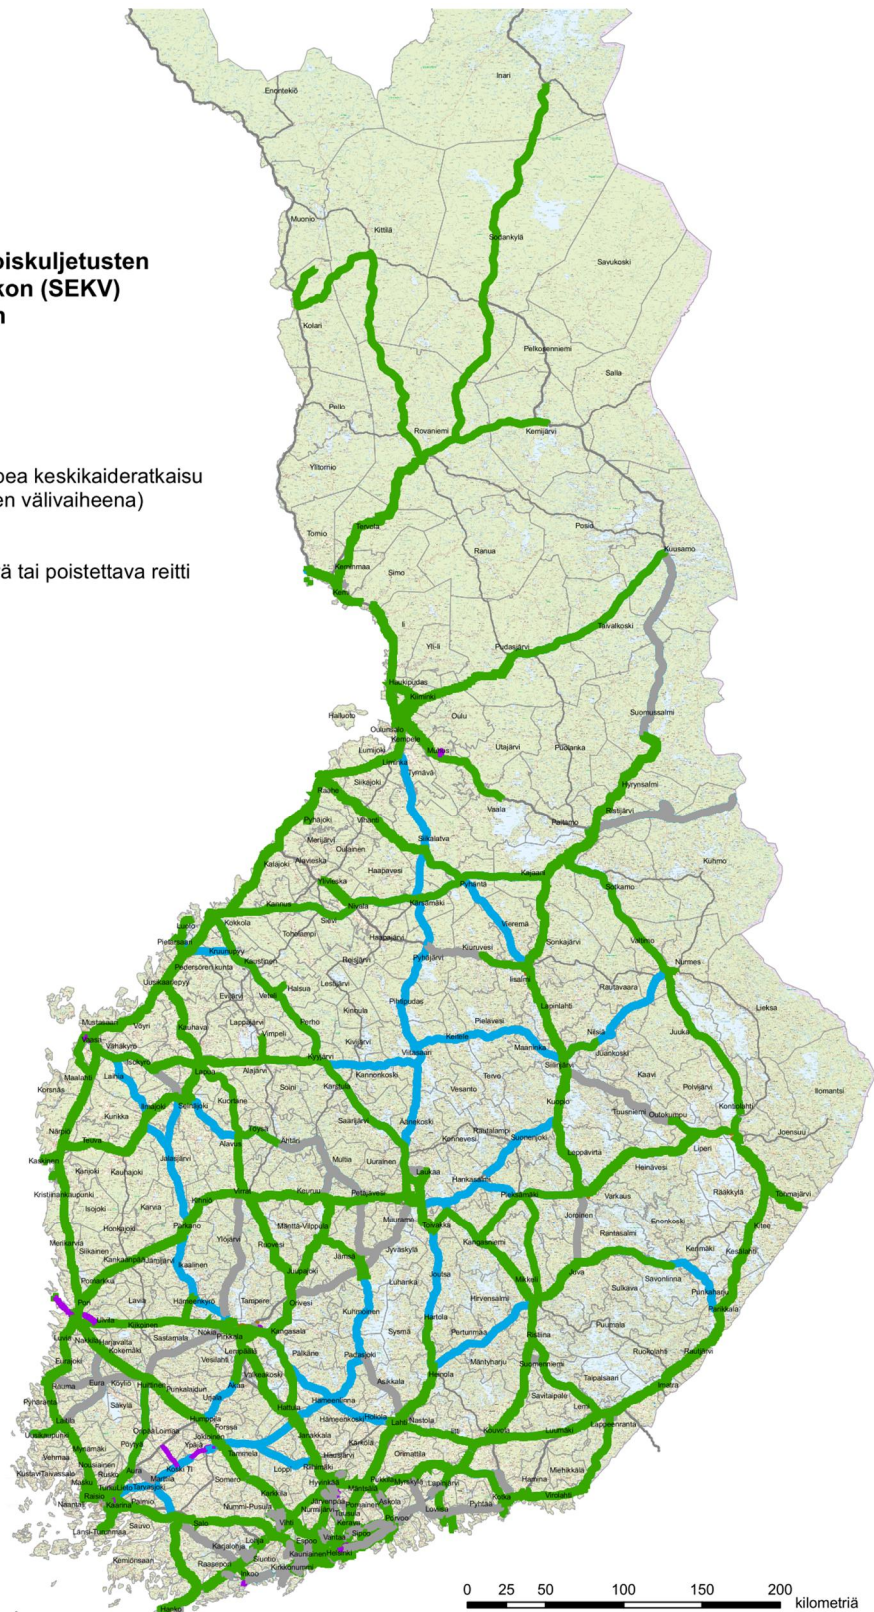 oiskuljetusten
kon (SEKV)
n
pea keskikaideratkaisu
en välivaiheena)
ä tai poistettava reitti
Inari
Enontekiö
Muonio
Kittilä
Sodankylä
Savukoski
Kolari
Pelkosenniemi
Salla
Pello
Rovaniemi
Kemijärvi
Ylitornio
Posio
Tervola
Tornio
Ranua
Kuusamo
Keminmaa
Simo
Kemi
Ii
Taivalkoski
Yli-Ii
Pudasjärvi
Haukipudas
Kiiminki
Hailuoto
Oulu
Suomussalmi
Oulunsalo
Kempele
Muhos
Utajärvi
Puolanka
Lumijoki
Liminka
Tyrnävä
Siikajoki
Hyrynsalmi
Raahe
Vaala
Ristijärvi
Paltamo
Pyhäjoki
Vihanti
Merijärvi
Siikalatva
Oulainen
Kuhmo
Kalajoki
Alavieska
Haapavesi
Kajaani
Ylivieska
Pyhäntä
Sotkamo
Kannus
Nivala
Kärsämäki
Sievi
Vieremä
Kokkola
Luoto
Toholampi
Haapajärvi
Sonkajärvi
Valtimo
Pietarsaari
Kruunupyy
Kiuruvesi
Pyhäjärvi
Kaustinen
Reisjärvi
Nurmes
Pedersören kunta
Iisalmi
Uusikaarlepyy
Lestijärvi
Rautavaara
Halsua
Veteli
Evijärvi
Pihtipudas
Lapinlahti
Lieksa
Kinnula
Mustasaari
Vöyri
Kauhava
Lappajärvi
Perho
Pielavesi
Nilsiä
Juuka
Vaasa
Vimpeli
Kivijärvi
Keitele
Vähäkyrö
Kyyjärvi
Viitasaari
Maaninka
Juankoski
Isokyrö
Siilinjärvi
Laihia
Lapua
Alajärvi
Kannonkoski
Tervo
Kaavi
Maalahti
Karstula
Vesanto
Polvijärvi
Ilomantsi
Korsnäs
Soini
Kuopio
Kuortane
Ilmajoki
Seinäjoki
Tuusniemi
Outokumpu
Kontiolahti
Kurikka
Saarijärvi
Äänekoski
Rautalampi
Suonenjoki
Närpiö
Töysä
Konnevesi
Joensuu
Teuva
Alavus
Ähtäri
Liperi
Jalasjärvi
Multia
Uurainen
Leppävirta
Kaskinen
Karijoki
Kauhajoki
Laukaa
Heinävesi
Hankasalmi
Kristiinankaupunki
Virrat
Keuruu
Petäjävesi
Pieksämäki
Varkaus
Rääkkylä
Tohmajärvi
Isojoki
Karvia
Kihniö
Muurame
Toivakka
Joroinen
Enonkoski
Honkajoki
Parkano
Mänttä-Vilppula
Rantasalmi
Kitee
Merikarvia
Siikainen
Ylöjärvi
Ruovesi
Jämsä
Jyväskylä
Kangasniemi
Kerimäki
Kesälahti
Kankaanpää
Jämijärvi
Ikaalinen
Juupajoki
Luhanka
Joutsa
Mikkeli
Juva
Savonlinna
Punkaharju
Pomarkku
Sulkava
Lavia
Hämeenkyrö
Tampere
Orivesi
Kuhmoinen
Hirvensalmi
Parikkala
Pori
Ulvila
Hartola
Puumala
Kiikoinen
Nokia
Pirkkala
Kangasala
Sysmä
Pertunmaa
Ristiina
Luvia
Nakkila
Harjavalta
Sastamala
Kokemäki
Lempäälä
Pälkäne
Padasjoki
Mäntyharju
Ruokolahti
Rautjärvi
Eurajoki
Vesilahti
Valkeakoski
Heinola
Suomenniemi
Taipalsaari
Rauma
Eura
Köyliö
Huittinen
Punkalaidun
Akaa
Asikkala
Imatra
Urjala
Hämeenlinna
Savitaipale
Pyhäranta
Säkylä
Hattula
Lemi
Laitila
Humppila
Hämeenkoski
Hollola
Lahti
Nastola
Lappeenranta
Uusikaupunki
Oripää
Loimaa
Forssa
Janakkala
Iitti
Kouvola
Luumäki
Mynämäki
Pöytyä
Ypäjä
Jokioinen
Kärkölä
Vehmaa
Tammela
Hausjärvi
Orimattila
Nousiainen
Aura
Koski Tl
Loppi
Riihimäki
Miehikkälä
Kustavi
Taivassalo
Rusko
Marttila
Masku
Somero
Hyvinkää
Pukkila
Myrskylä
Lapinjärvi
Hamina
Turku
Lieto
Tarvasjoki
Karkkila
Mäntsälä
Raisio
Paimio
Järvenpää
Askola
Kotka
Virolahti
Naantali
Kaarina
Nummi-Pusula
Nurmijärvi
Pornainen
Loviisa
Pyhtää
Tuusula
Vihti
Kerava
Porvoo
Länsi-Turunmaa
Sauvo
Salo
Sipoo
Lohja
Espoo
Vantaa
Karjalohja
Kauniainen
Helsinki
Kemiönsaari
Siuntio
Raasepori
Kirkkonummi
Inkoo
Hanko
0 25 50 100 150 200
kilometriä